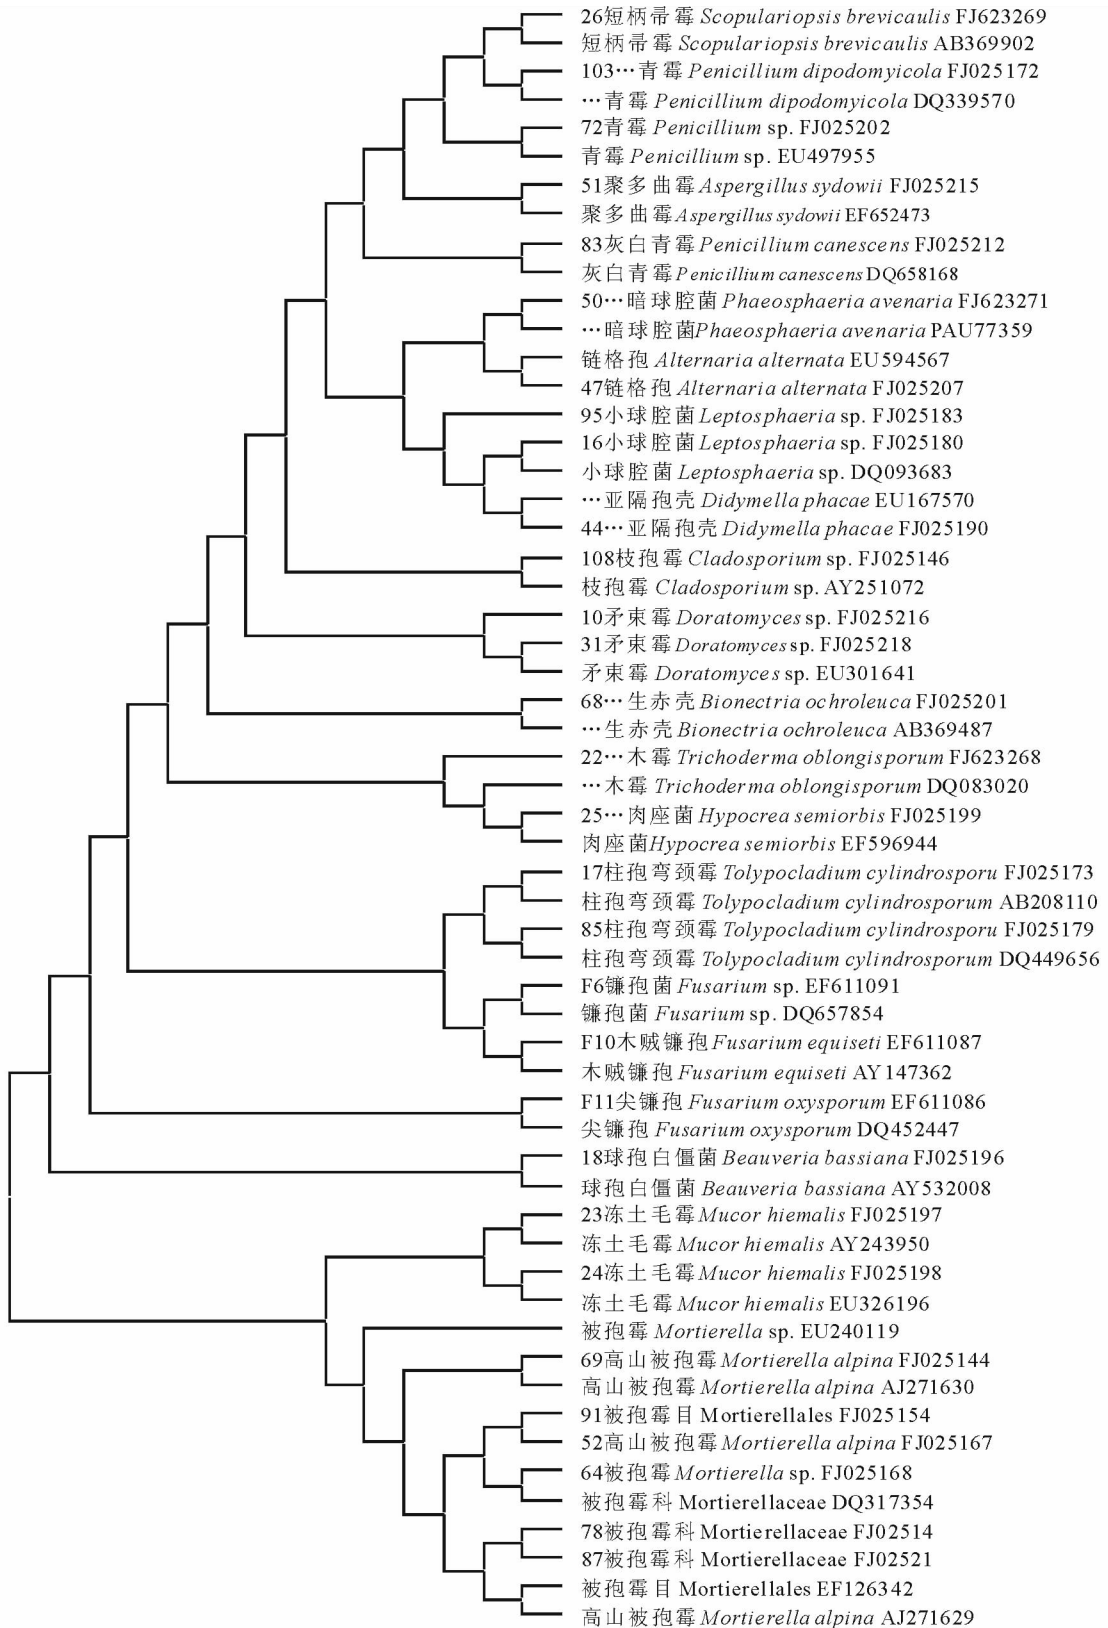 26短柄帚霉 Scopulariopsis brevicaulis FJ623269
短柄帚霉 Scopulariopsis brevicaulis AB369902
103…青霉 Penicillium dipodomyicola FJ025172
…青霉 Penicillium dipodomyicola DQ339570
72青霉 Penicillium sp. FJ025202
青霉 Penicillium sp. EU497955
51聚多曲霉 Aspergillus sydowii FJ025215
聚多曲霉 Aspergillus sydowii EF652473
83灰白青霉 Penicillium canescens FJ025212
灰白青霉 Penicillium canescens DQ658168
50…暗球腔菌 Phaeosphaeria avenaria FJ623271
…暗球腔菌Phaeosphaeria avenaria PAU77359
链格孢 Alternaria alternata EU594567
47链格孢 Alternaria alternata FJ025207
95小球腔菌 Leptosphaeria sp. FJ025183
16小球腔菌 Leptosphaeria sp. FJ025180
小球腔菌 Leptosphaeria sp. DQ093683
…亚隔孢壳 Didymella phacae EU167570
44…亚隔孢壳 Didymella phacae FJ025190
108枝孢霉 Cladosporium sp. FJ025146
枝孢霉 Cladosporium sp. AY251072
10矛束霉 Doratomyces sp. FJ025216
31矛束霉 Doratomyces sp. FJ025218
矛束霉 Doratomyces sp. EU301641
68…生赤壳 Bionectria ochroleuca FJ025201
…生赤壳 Bionectria ochroleuca AB369487
22…木霉 Trichoderma oblongisporum FJ623268
…木霉 Trichoderma oblongisporum DQ083020
25…肉座菌 Hypocrea semiorbis FJ025199
肉座菌Hypocrea semiorbis EF596944
17柱孢弯颈霉 Tolypocladium cylindrosporu FJ025173
柱孢弯颈霉 Tolypocladium cylindrosporum AB208110
85柱孢弯颈霉 Tolypocladium cylindrosporu FJ025179
柱孢弯颈霉 Tolypocladium cylindrosporum DQ449656
F6镰孢菌 Fusarium sp. EF611091
镰孢菌 Fusarium sp. DQ657854
F10木贼镰孢 Fusarium equiseti EF611087
木贼镰孢 Fusarium equiseti AY147362
F11尖镰孢 Fusarium oxysporum EF611086
尖镰孢 Fusarium oxysporum DQ452447
18球孢白僵菌 Beauveria bassiana FJ025196
球孢白僵菌 Beauveria bassiana AY532008
23冻土毛霉 Mucor hiemalis FJ025197
冻土毛霉 Mucor hiemalis AY243950
24冻土毛霉 Mucor hiemalis FJ025198
冻土毛霉 Mucor hiemalis EU326196
被孢霉 Mortierella sp. EU240119
69高山被孢霉 Mortierella alpina FJ025144
高山被孢霉 Mortierella alpina AJ271630
91被孢霉目 Mortierellales FJ025154
52高山被孢霉 Mortierella alpina FJ025167
64被孢霉 Mortierella sp. FJ025168
被孢霉科 Mortierellaceae DQ317354
78被孢霉科 Mortierellaceae FJ02514
87被孢霉科 Mortierellaceae FJ02521
被孢霉目 Mortierellales EF126342
高山被孢霉 Mortierella alpina AJ271629